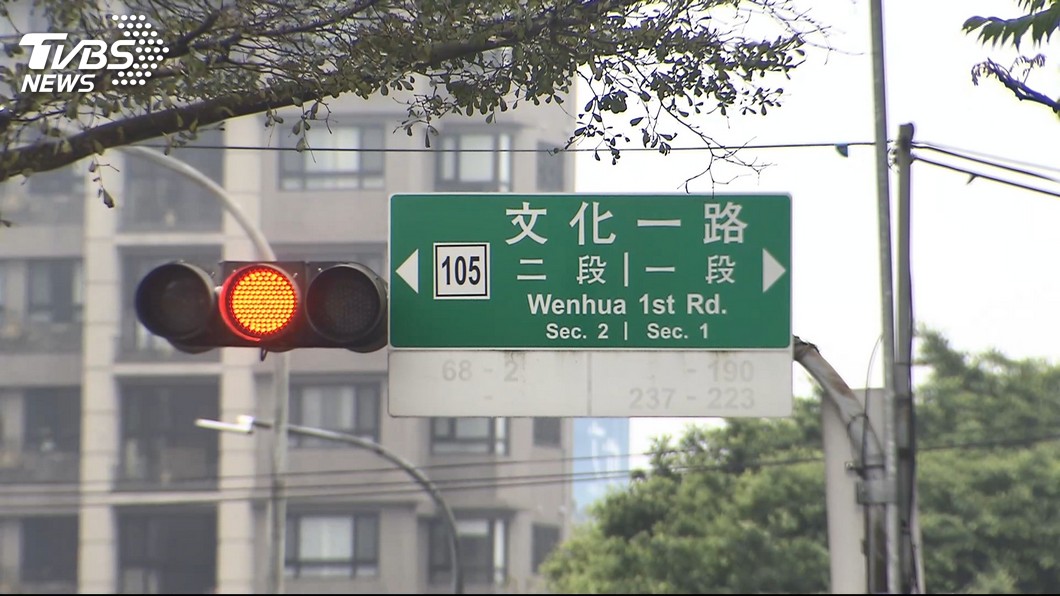 TVBS
NEWS
文化一路
105
二段|一段
Wenhua 1st Rd.
Sec. 2 | Sec. 1
68 - 2
- 190
237 - 223